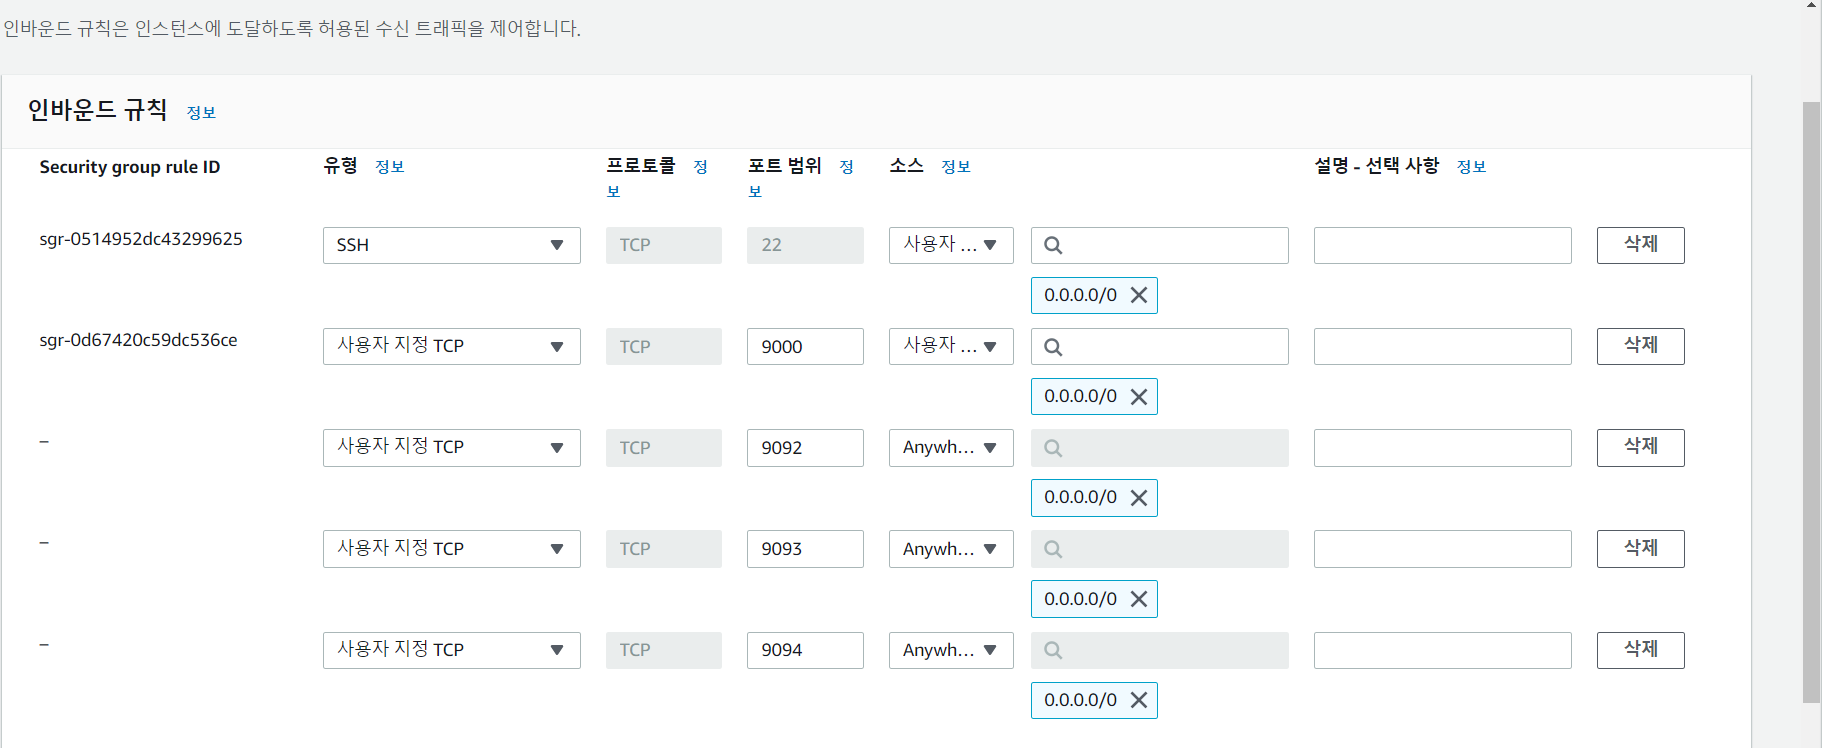 인바운드 규칙은 인스턴스에 도달하도록 허용된 수신 트래픽을 제어합니다.
인바운드 규칙 정보
Security group rule ID 유형 정보 프로토콜 정보 포트 범위 정보 소스 정보 설명 - 선택 사항 정보
sgr-0514952dc43299625 SSH TCP 22 사용자 ... 삭제
0.0.0.0/0
sgr-0d67420c59dc536ce 사용자 지정 TCP TCP 9000 사용자 ... 삭제
0.0.0.0/0
– 사용자 지정 TCP TCP 9092 Anywh... 삭제
0.0.0.0/0
– 사용자 지정 TCP TCP 9093 Anywh... 삭제
0.0.0.0/0
– 사용자 지정 TCP TCP 9094 Anywh... 삭제
0.0.0.0/0